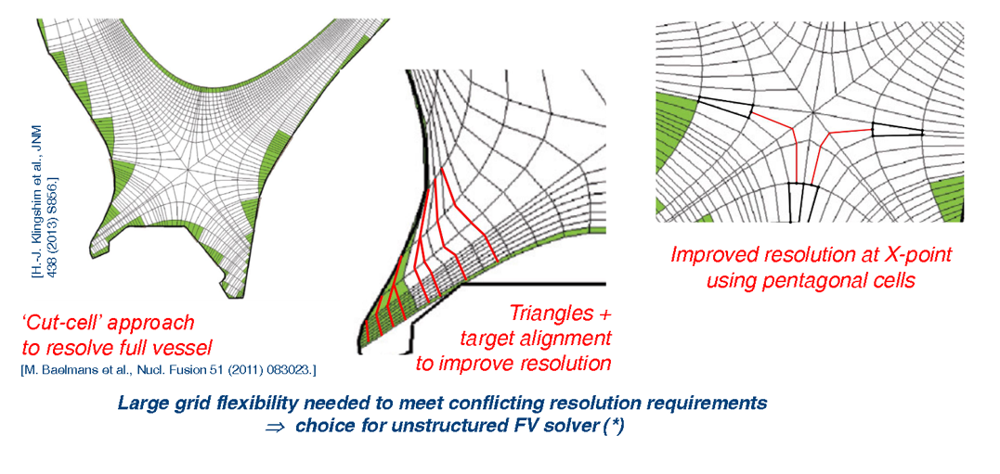 [H.-J. Klingshirn et al., JNM
438 (2013) S856.]
'Cut-cell' approach
to resolve full vessel
[M. Baelmans et al., Nucl. Fusion 51 (2011) 083023.]
Triangles +
target alignment
to improve resolution
Improved resolution at X-point
using pentagonal cells
Large grid flexibility needed to meet conflicting resolution requirements
⇒ choice for unstructured FV solver (*)